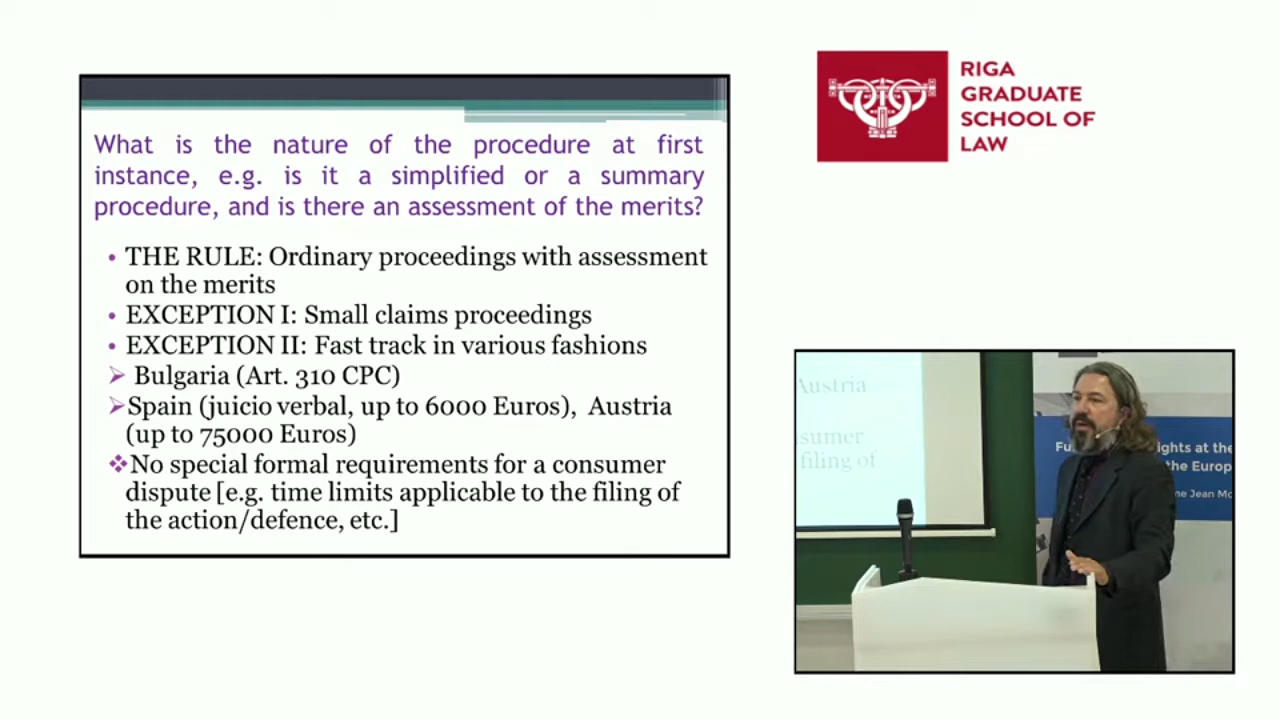 What is the nature of the procedure at first
instance, e.g. is it a simplified or a summary
procedure, and is there an assessment of the merits?
• THE RULE: Ordinary proceedings with assessment
on the merits
• EXCEPTION I: Small claims proceedings
• EXCEPTION II: Fast track in various fashions
➢ Bulgaria (Art. 310 CPC)
➢Spain (juicio verbal, up to 6000 Euros), Austria
(up to 75000 Euros)
❖No special formal requirements for a consumer
dispute [e.g. time limits applicable to the filing of
the action/defence, etc.]
RIGA
GRADUATE
SCHOOL OF
LAW
Austria
sumer
filing of
Fu
ights at the
the Europ
me Jean Mo